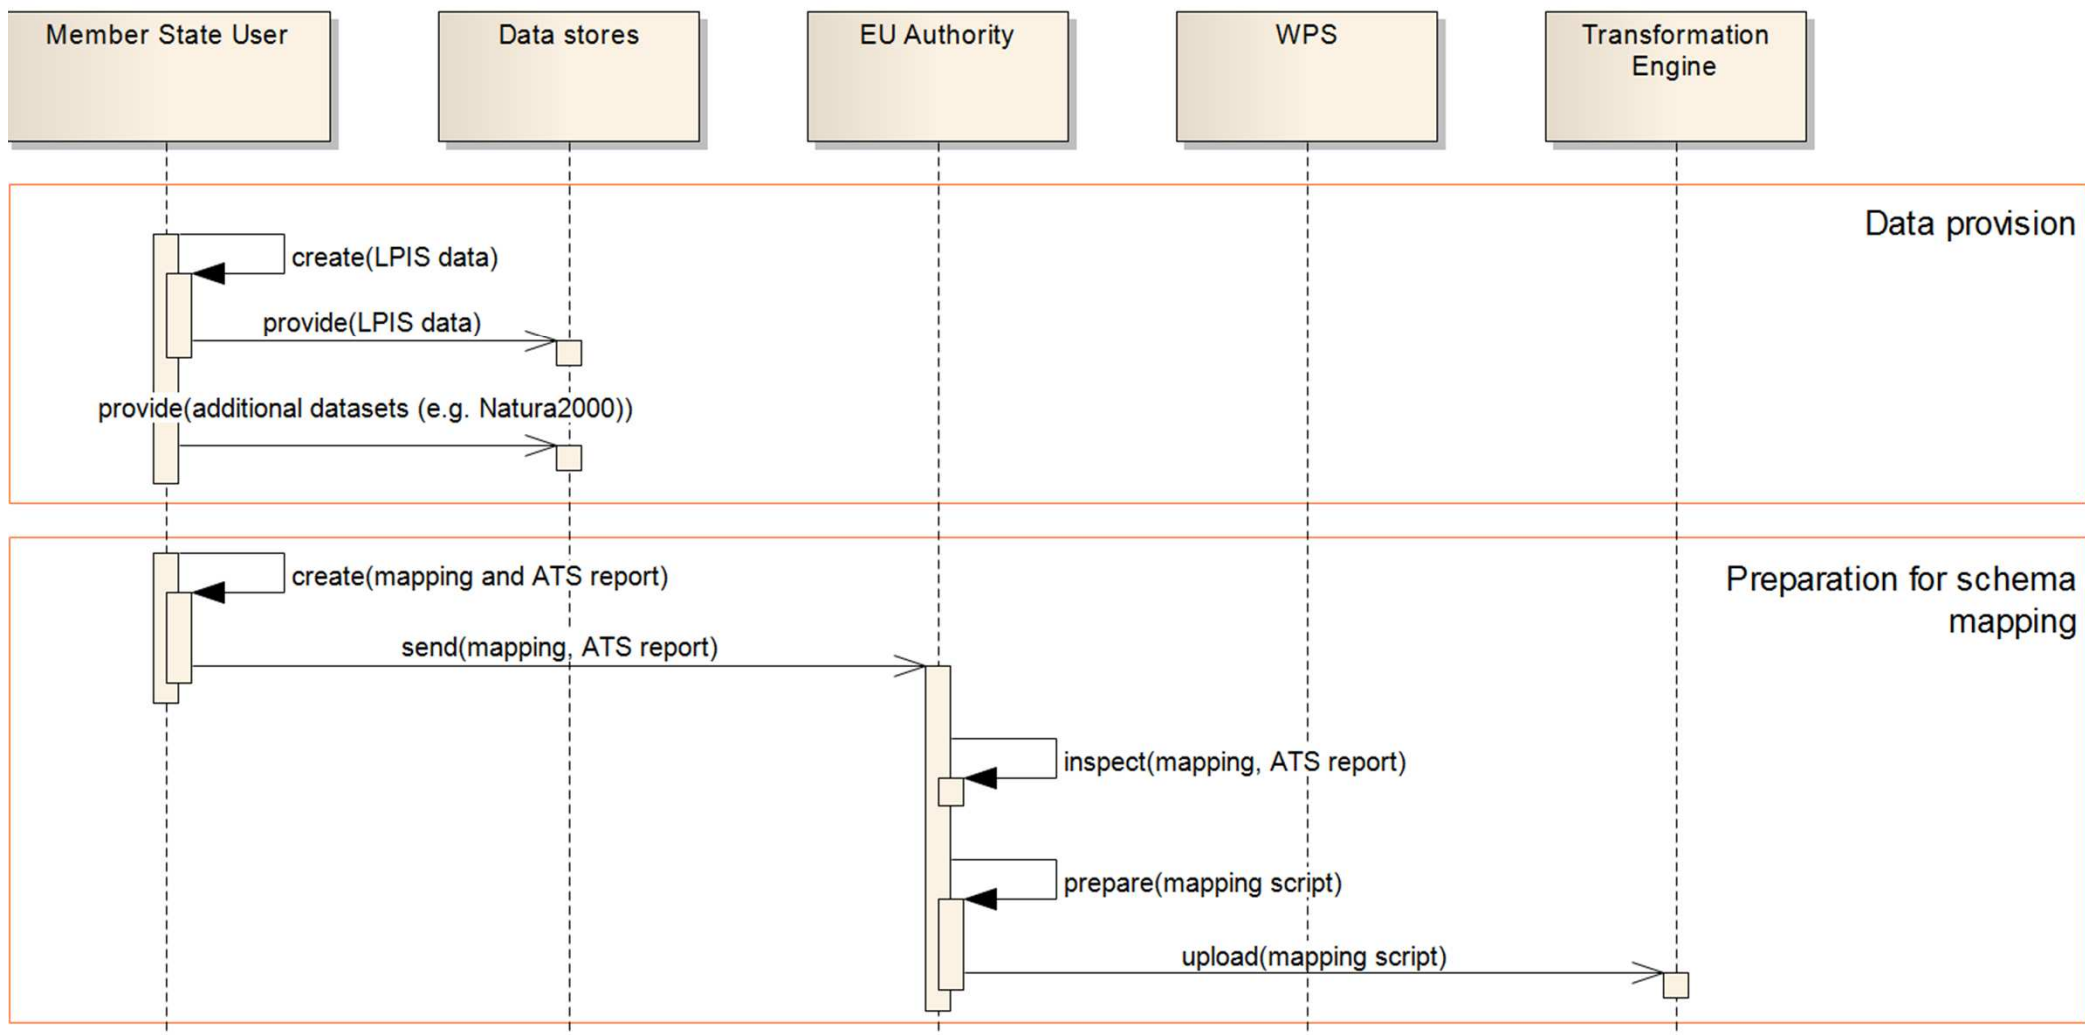 Member State User
Data stores
EU Authority
WPS
Transformation
Engine
Data provision
create(LPIS data)
provide(LPIS data)
provide(additional datasets (e.g. Natura2000))
Preparation for schema
mapping
create(mapping and ATS report)
send(mapping, ATS report)
inspect(mapping, ATS report)
prepare(mapping script)
upload(mapping script)